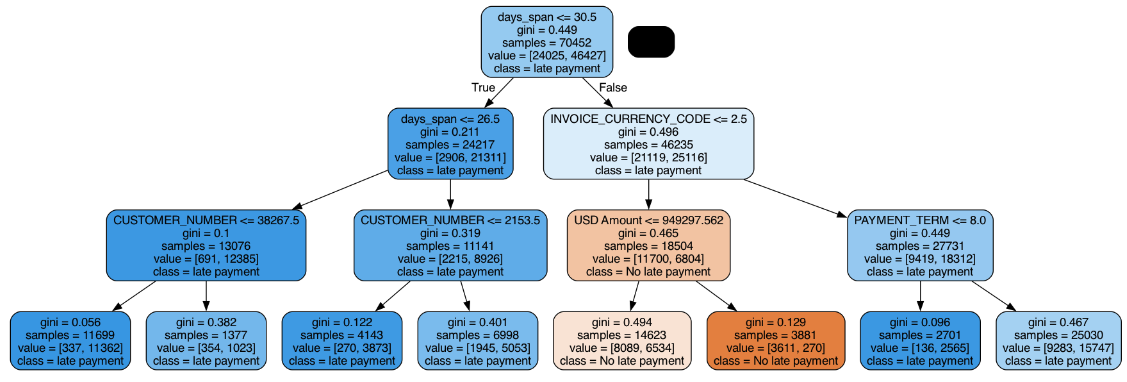 days_span <= 30.5
gini = 0.449
samples = 70452
value = [24025, 46427]
class = late payment
True
False
days_span <= 26.5
gini = 0.211
samples = 24217
value = [2906, 21311]
class = late payment
INVOICE_CURRENCY_CODE <= 2.5
gini = 0.496
samples = 46235
value = [21119, 25116]
class = late payment
CUSTOMER_NUMBER <= 38267.5
gini = 0.1
samples = 13076
value = [691, 12385]
class = late payment
CUSTOMER_NUMBER <= 2153.5
gini = 0.319
samples = 11141
value = [2215, 8926]
class = late payment
USD Amount <= 949297.562
gini = 0.465
samples = 18504
value = [11700, 6804]
class = No late payment
PAYMENT_TERM <= 8.0
gini = 0.449
samples = 27731
value = [9419, 18312]
class = late payment
gini = 0.056
samples = 11699
value = [337, 11362]
class = late payment
gini = 0.382
samples = 1377
value = [354, 1023]
class = late payment
gini = 0.122
samples = 4143
value = [270, 3873]
class = late payment
gini = 0.401
samples = 6998
value = [1945, 5053]
class = late payment
gini = 0.494
samples = 14623
value = [8089, 6534]
class = No late payment
gini = 0.129
samples = 3881
value = [3611, 270]
class = No late payment
gini = 0.096
samples = 2701
value = [136, 2565]
class = late payment
gini = 0.467
samples = 25030
value = [9283, 15747]
class = late payment